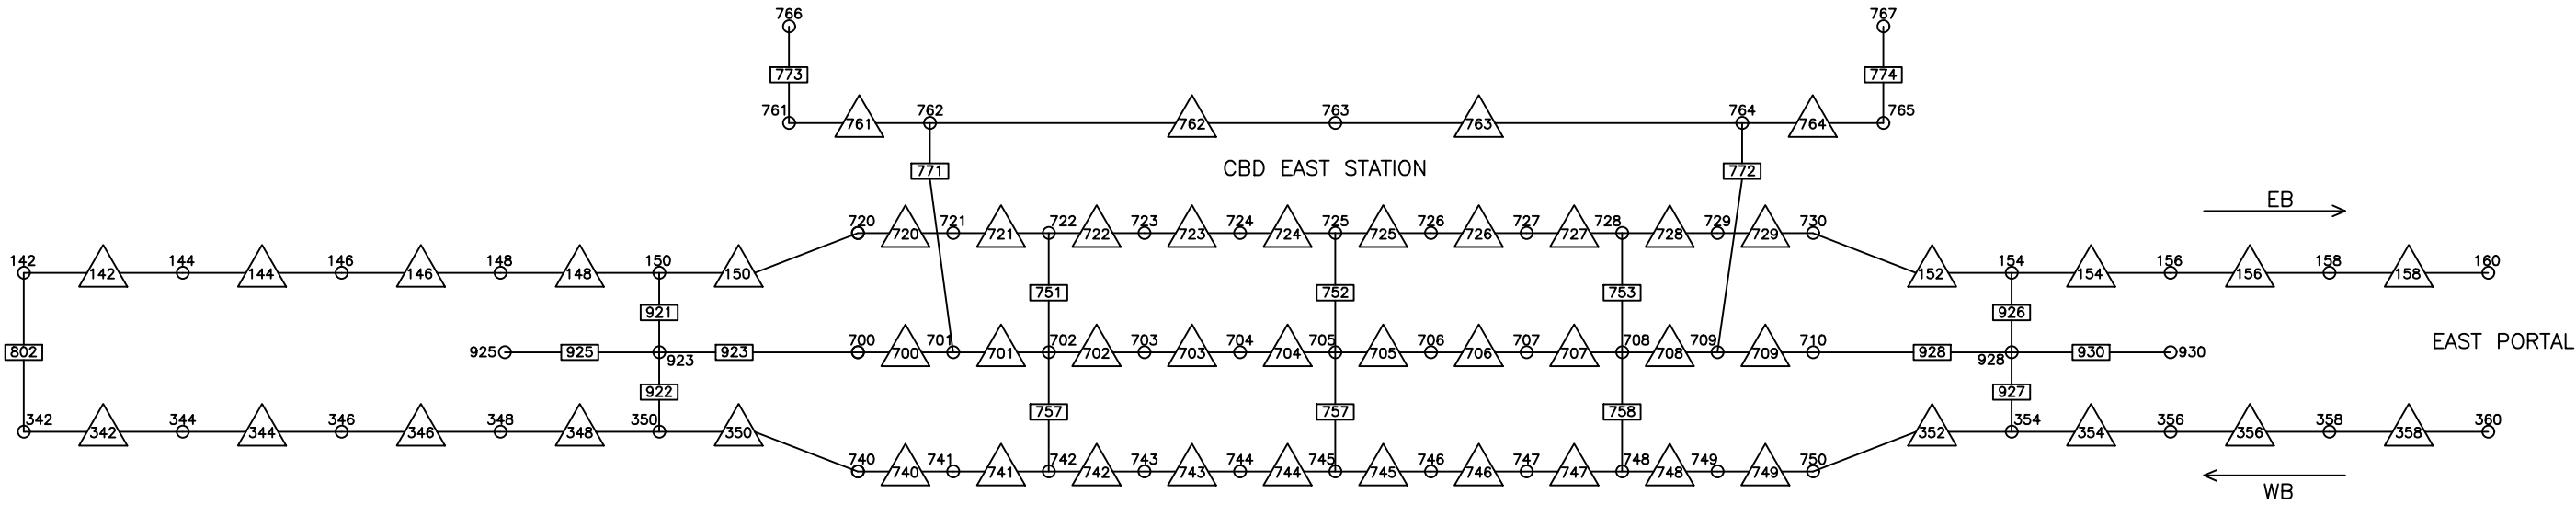 766 767
773 774
761 762 763 764 765
761 762 763 764
CBD EAST STATION
771 772
EB
720 721 722 723 724 725 726 727 728 729 730
720 721 722 723 724 725 726 727 728 729
142 144 146 148 150 154 156 158 160
142 144 146 148 150 152 154 156 158
751 752 753
921 926
700 701 702 703 704 705 706 707 708 709 710
EAST PORTAL
802 925 925 923 700 701 702 703 704 705 706 707 708 709 928 930 930
923 928
922 927
757 757 758
342 344 346 348 350 354 356 358 360
342 344 346 348 350 352 354 356 358
740 741 742 743 744 745 746 747 748 749 750
740 741 742 743 744 745 746 747 748 749
WB